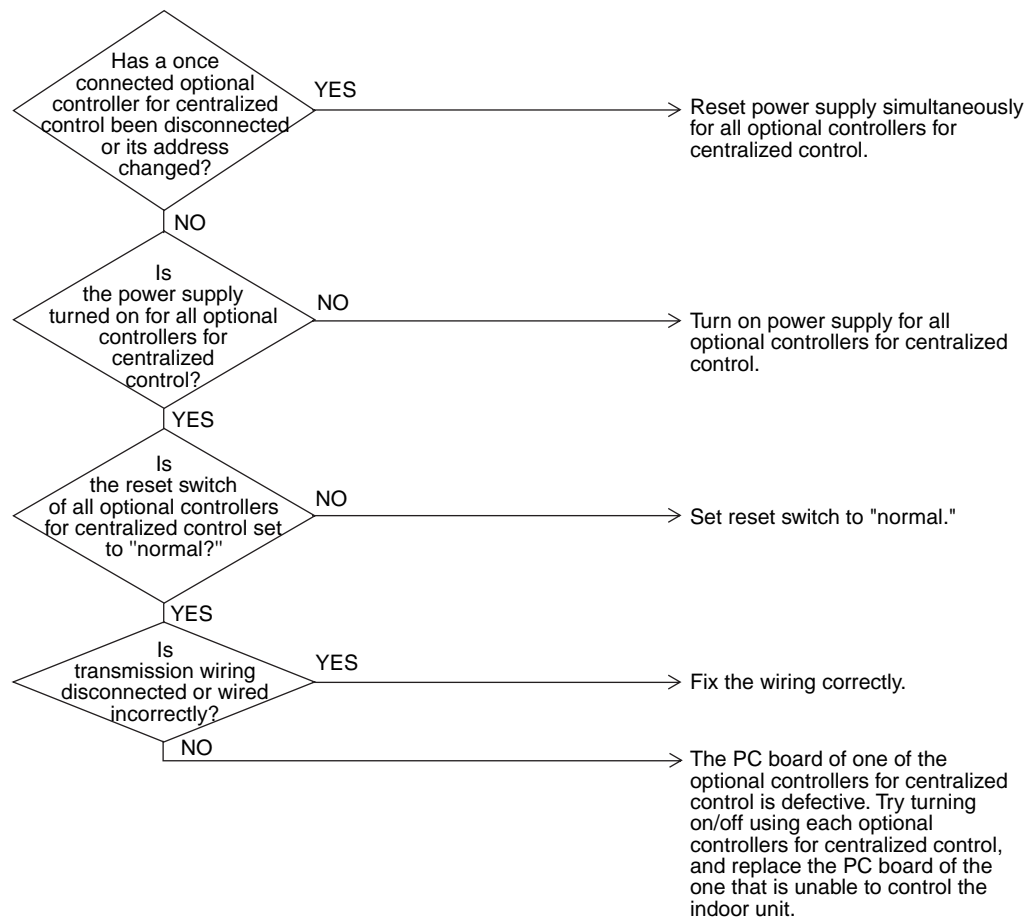 Has a once
connected optional
controller for centralized
control been disconnected
or its address
changed?
YES
Reset power supply simultaneously
for all optional controllers for
centralized control.
NO
Is
the power supply
turned on for all optional
controllers for
centralized
control?
NO
Turn on power supply for all
optional controllers for centralized
control.
YES
Is
the reset switch
of all optional controllers
for centralized control set
to "normal?"
NO
Set reset switch to "normal."
YES
Is
transmission wiring
disconnected or wired
incorrectly?
YES
Fix the wiring correctly.
NO
The PC board of one of the
optional controllers for centralized
control is defective. Try turning
on/off using each optional
controllers for centralized control,
and replace the PC board of the
one that is unable to control the
indoor unit.